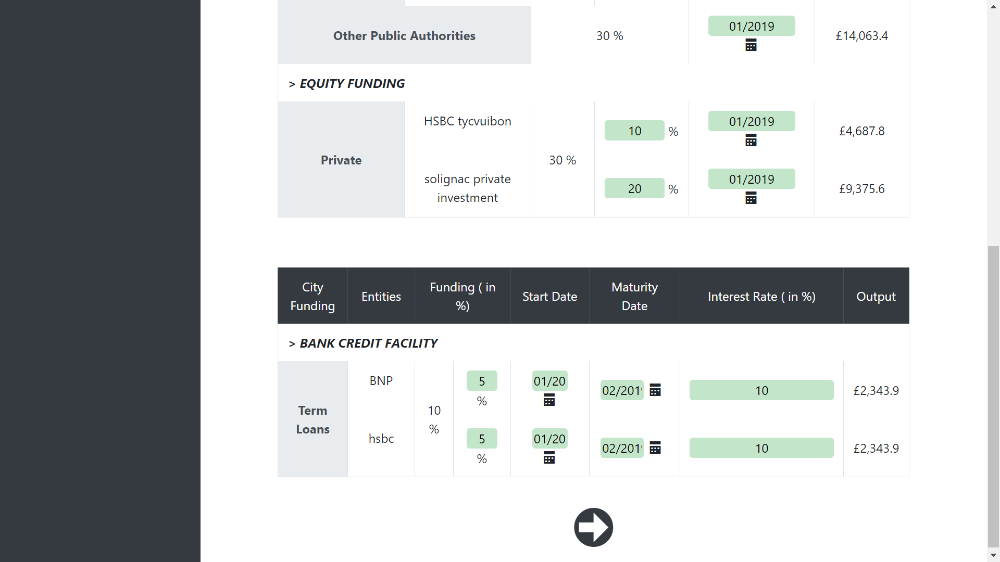 Other Public Authorities 30 % 01/2019 £14,063.4
> EQUITY FUNDING
Private
HSBC tycvuibon
30 %
10 %
01/2019
£4,687.8
solignac private
investment
20 %
01/2019
£9,375.6
City
Funding
Entities
Funding ( in
%)
Start Date
Maturity
Date
Interest Rate ( in %)
Output
> BANK CREDIT FACILITY
Term
Loans
BNP
10
%
5
%
01/20
02/2019
10
£2,343.9
hsbc
5
%
01/20
02/2019
10
£2,343.9